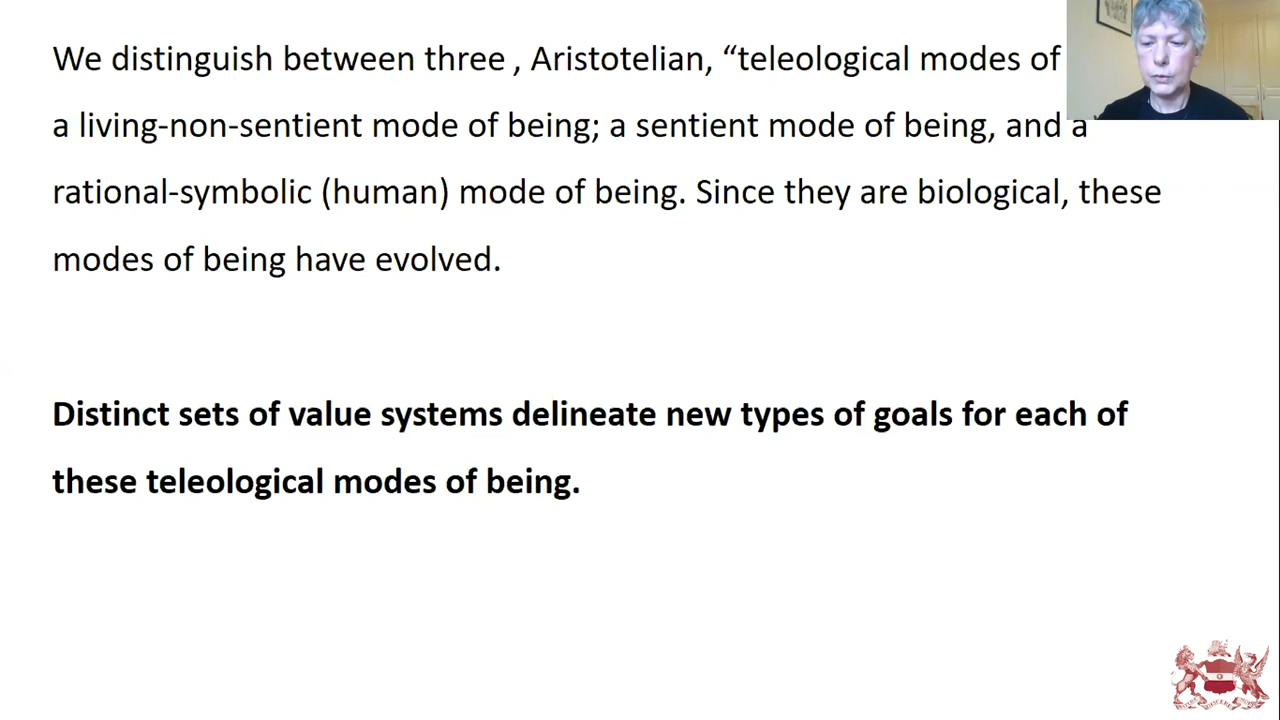 We distinguish between three , Aristotelian, “teleological modes of
a living-non-sentient mode of being; a sentient mode of being, and a
rational-symbolic (human) mode of being. Since they are biological, these
modes of being have evolved.
Distinct sets of value systems delineate new types of goals for each of
these teleological modes of being.